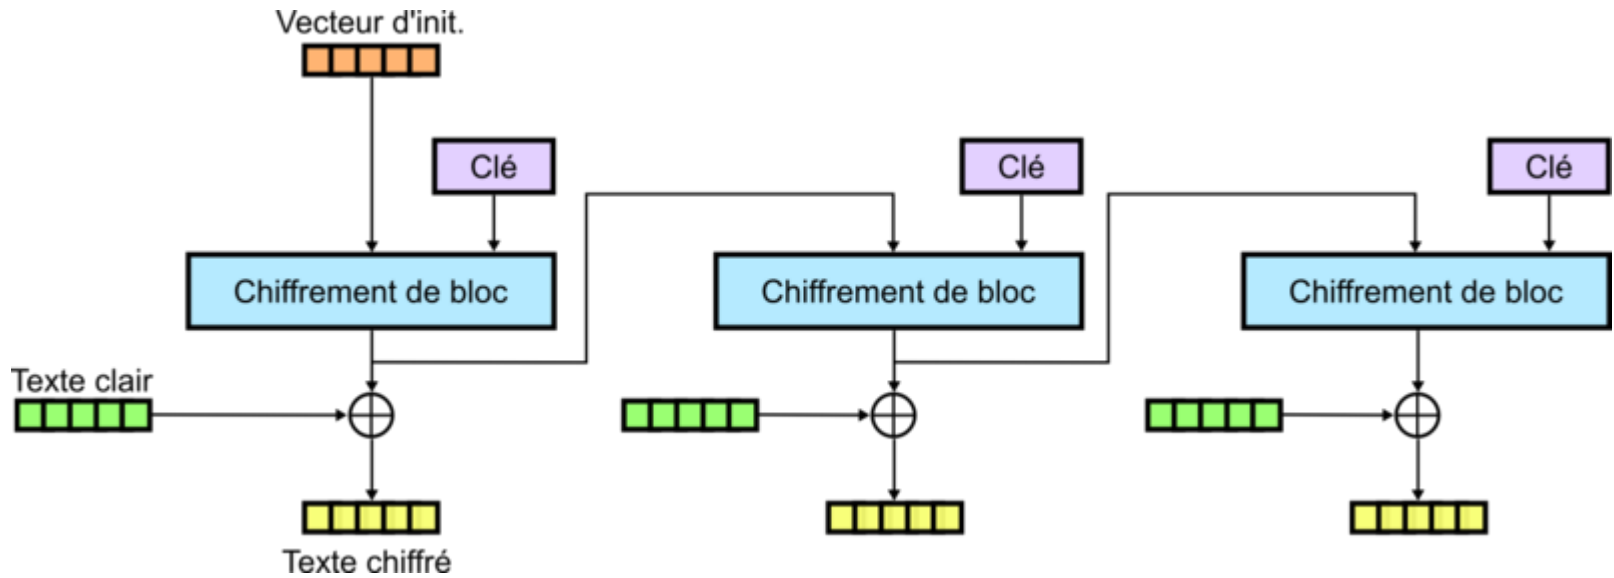 Vecteur d'init.
Clé
Clé
Clé
Chiffrement de bloc
Chiffrement de bloc
Chiffrement de bloc
Texte clair
Texte chiffré